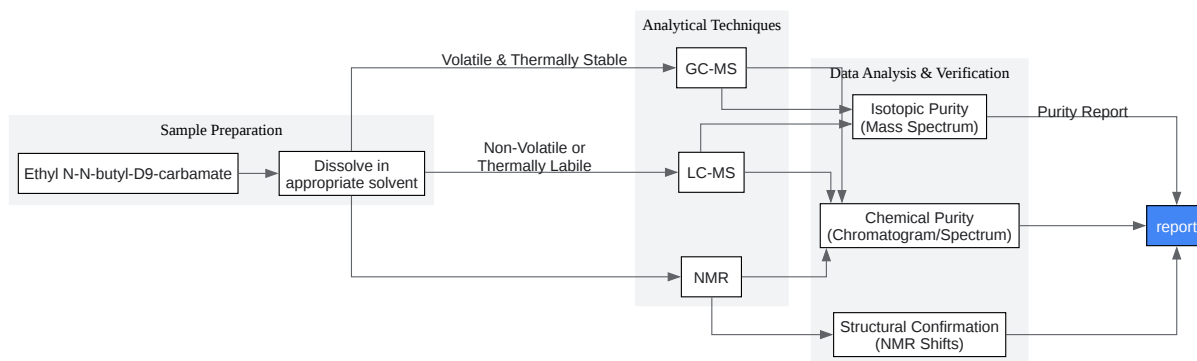 Analytical Techniques
Volatile & Thermally Stable
GC-MS
Data Analysis & Verification
Isotopic Purity
(Mass Spectrum)
Purity Report
Sample Preparation
Non-Volatile or
Thermally Labile
Ethyl N-N-butyl-D9-carbamate
Dissolve in
appropriate solvent
LC-MS
Chemical Purity
(Chromatogram/Spectrum)
report
NMR
Structural Confirmation
(NMR Shifts)